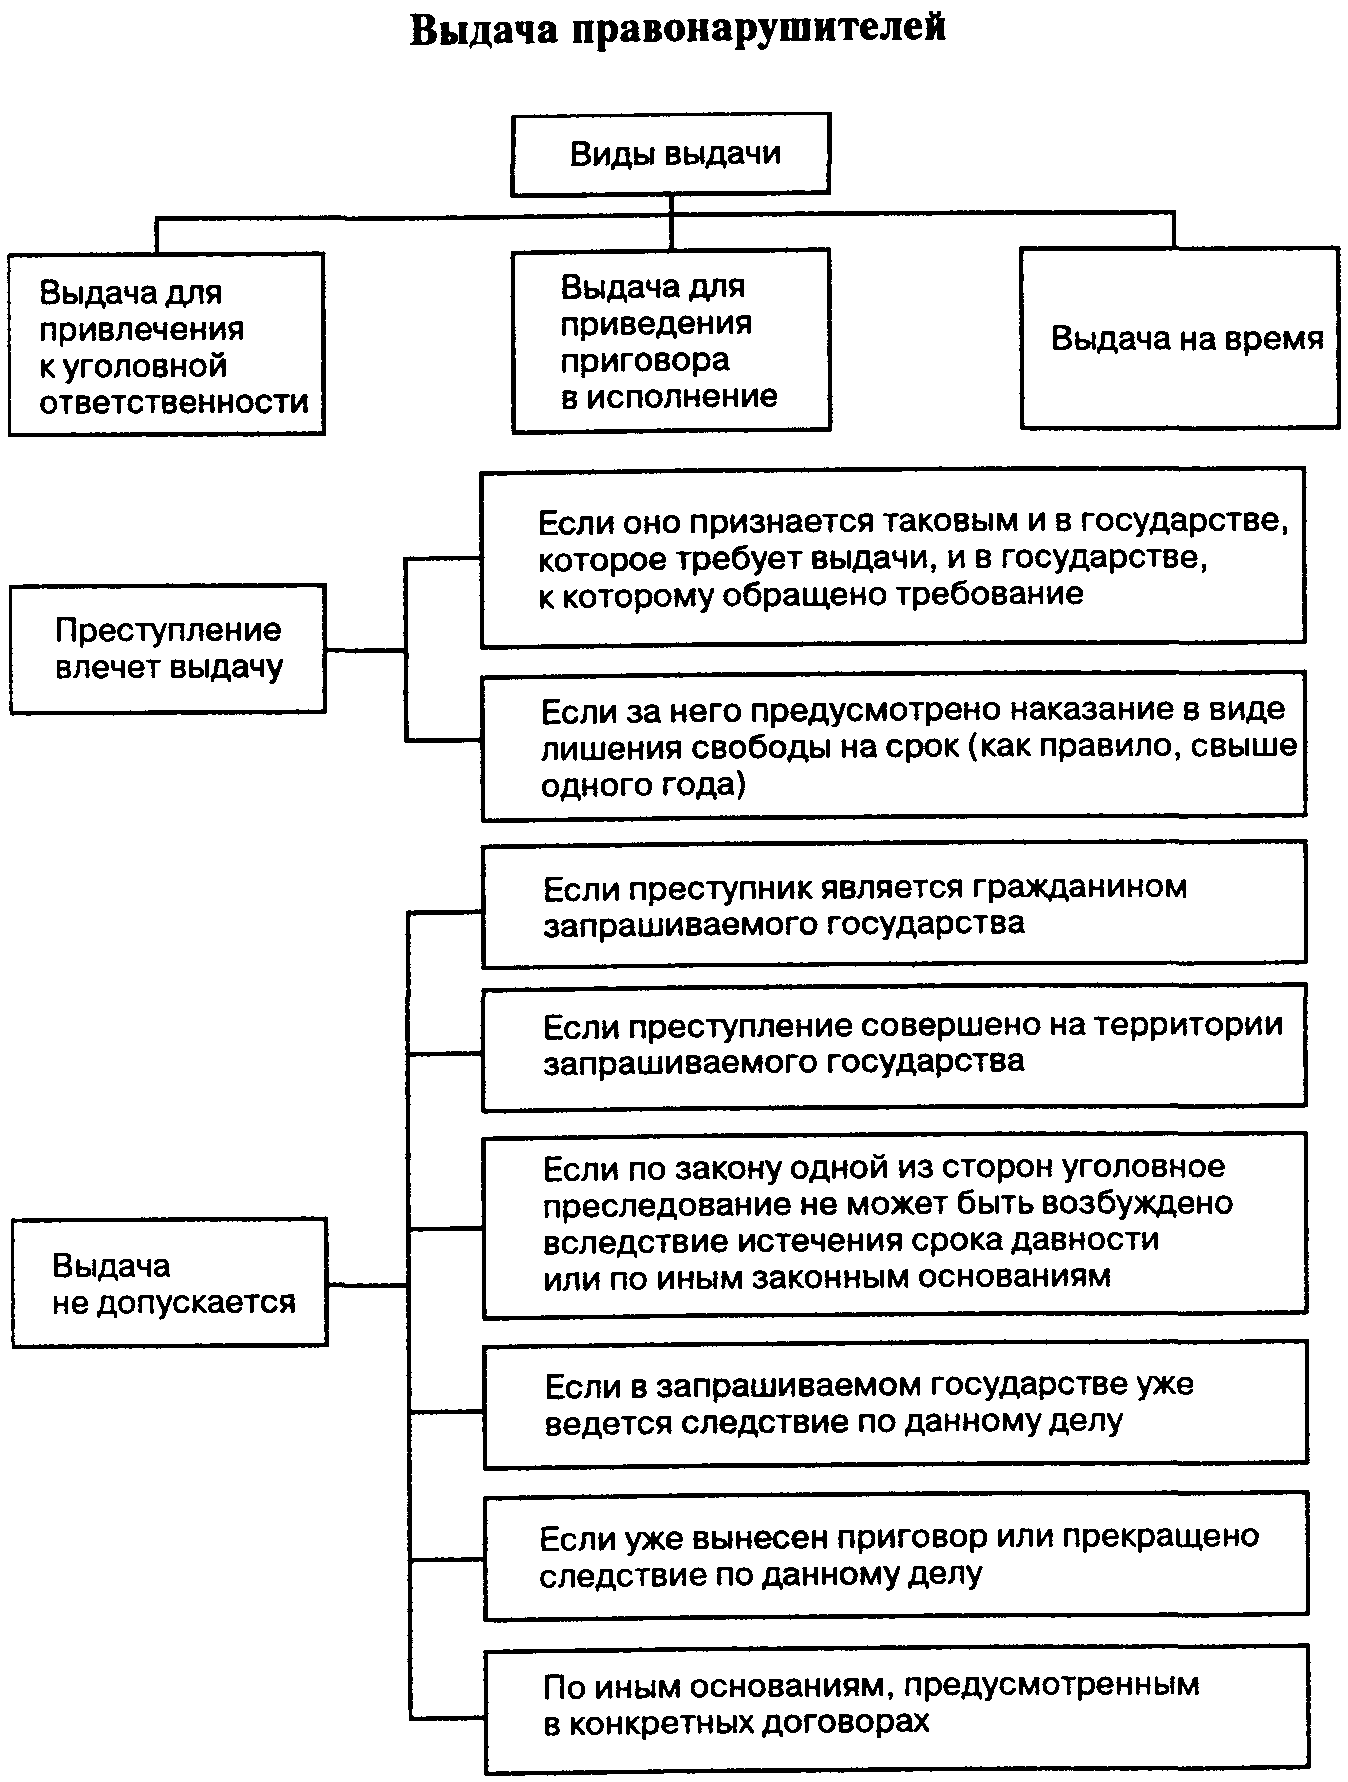 Выдача правонарушителей
Виды выдачи
Выдача для
привлечения
к уголовной
ответственности
Выдача для
приведения
приговора
в исполнение
Выдача на время
Преступление
влечет выдачу
Если оно признается таковым и в государстве,
которое требует выдачи, и в государстве,
к которому обращено требование
Если за него предусмотрено наказание в виде
лишения свободы на срок (как правило, свыше
одного года)
Выдача
не допускается
Если преступник является гражданином
запрашиваемого государства
Если преступление совершено на территории
запрашиваемого государства
Если по закону одной из сторон уголовное
преследование не может быть возбуждено
вследствие истечения срока давности
или по иным законным основаниям
Если в запрашиваемом государстве уже
ведется следствие по данному делу
Если уже вынесен приговор или прекращено
следствие по данному делу
По иным основаниям, предусмотренным
в конкретных договорах